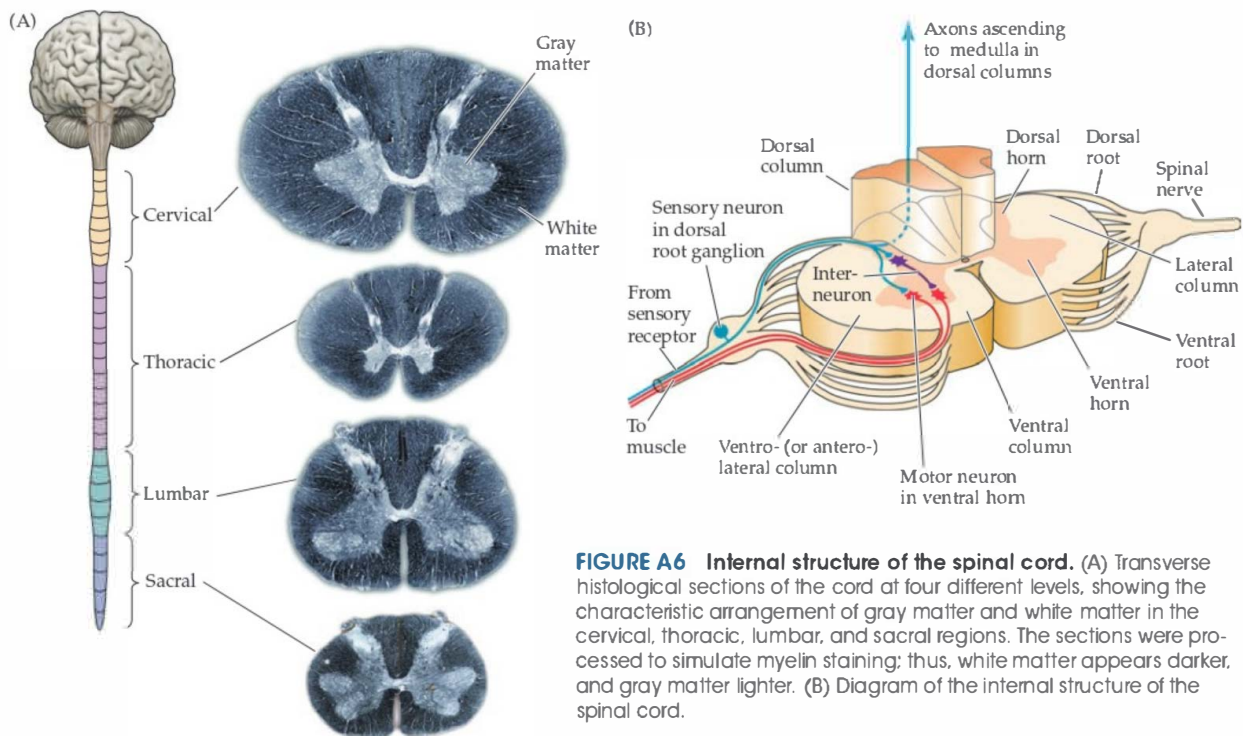 (A)
Gray
matter
Cervical
White
matter
Thoracic
Lumbar
Sacral
(B)
Axons ascending
to medulla in
dorsal columns
Dorsal
column
Dorsal
horn
Dorsal
root
Spinal
nerve
Sensory neuron
in dorsal
root ganglion
Inter-
neuron
From
sensory
receptor
Lateral
column
Ventral
root
Ventral
horn
To
muscle
Ventro- (or antero-)
lateral column
Ventral
column
Motor neuron
in ventral horn
FIGURE A6 Internal structure of the spinal cord. (A) Transverse
histological sections of the cord at four different levels, showing the
characteristic arrangement of gray matter and white matter in the
cervical, thoracic, lumbar, and sacral regions. The sections were pro-
cessed to simulate myelin staining; thus, white matter appears darker,
and gray matter lighter. (B) Diagram of the internal structure of the
spinal cord.